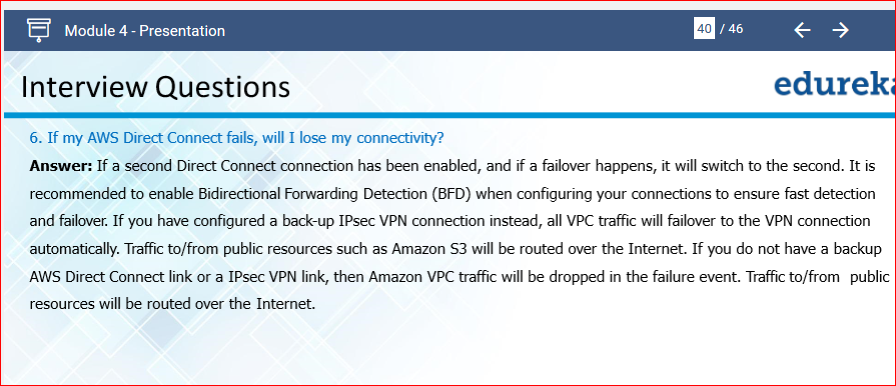 Module 4 - Presentation
40 / 46
Interview Questions
edureka
6. If my AWS Direct Connect fails, will I lose my connectivity?
Answer: If a second Direct Connect connection has been enabled, and if a failover happens, it will switch to the second. It is
recommended to enable Bidirectional Forwarding Detection (BFD) when configuring your connections to ensure fast detection
and failover. If you have configured a back-up IPsec VPN connection instead, all VPC traffic will failover to the VPN connection
automatically. Traffic to/from public resources such as Amazon S3 will be routed over the Internet. If you do not have a backup
AWS Direct Connect link or a IPsec VPN link, then Amazon VPC traffic will be dropped in the failure event. Traffic to/from public
resources will be routed over the Internet.